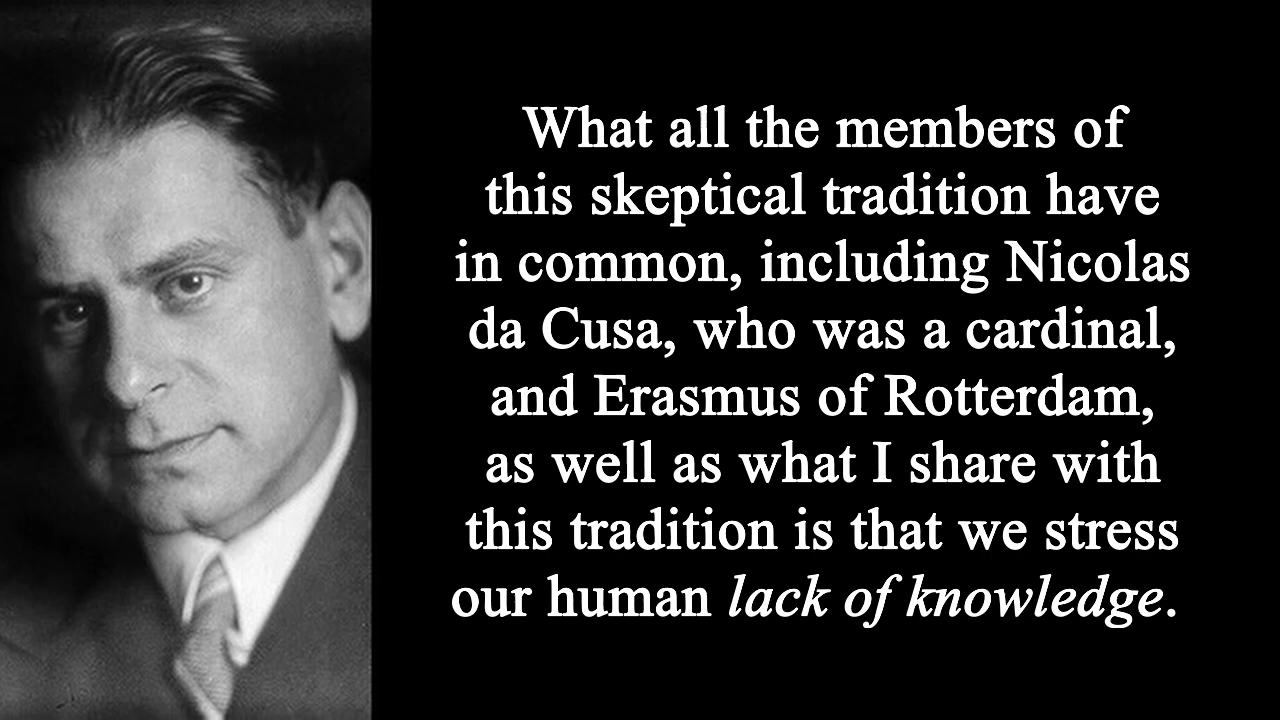 What all the members of
this skeptical tradition have
in common, including Nicolas
da Cusa, who was a cardinal,
and Erasmus of Rotterdam,
as well as what I share with
this tradition is that we stress
our human lack of knowledge.